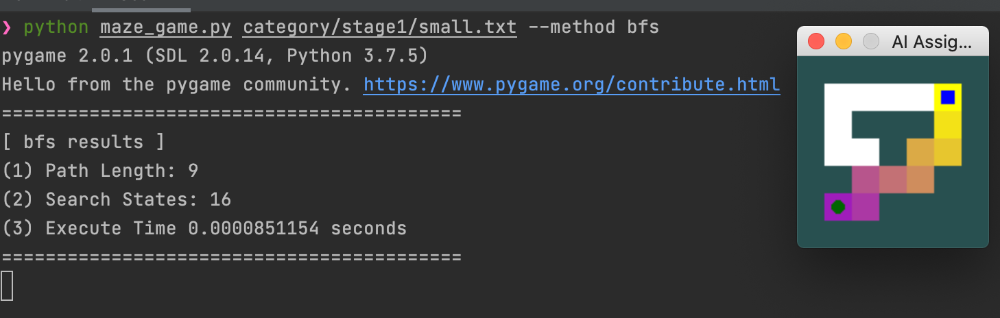 ❯ python maze_game.py category/stage1/small.txt --method bfs
pygame 2.0.1 (SDL 2.0.14, Python 3.7.5)
Hello from the pygame community. https://www.pygame.org/contribute.html
==========================================
[ bfs results ]
(1) Path Length: 9
(2) Search States: 16
(3) Execute Time 0.0000851154 seconds
==========================================
AI Assig...